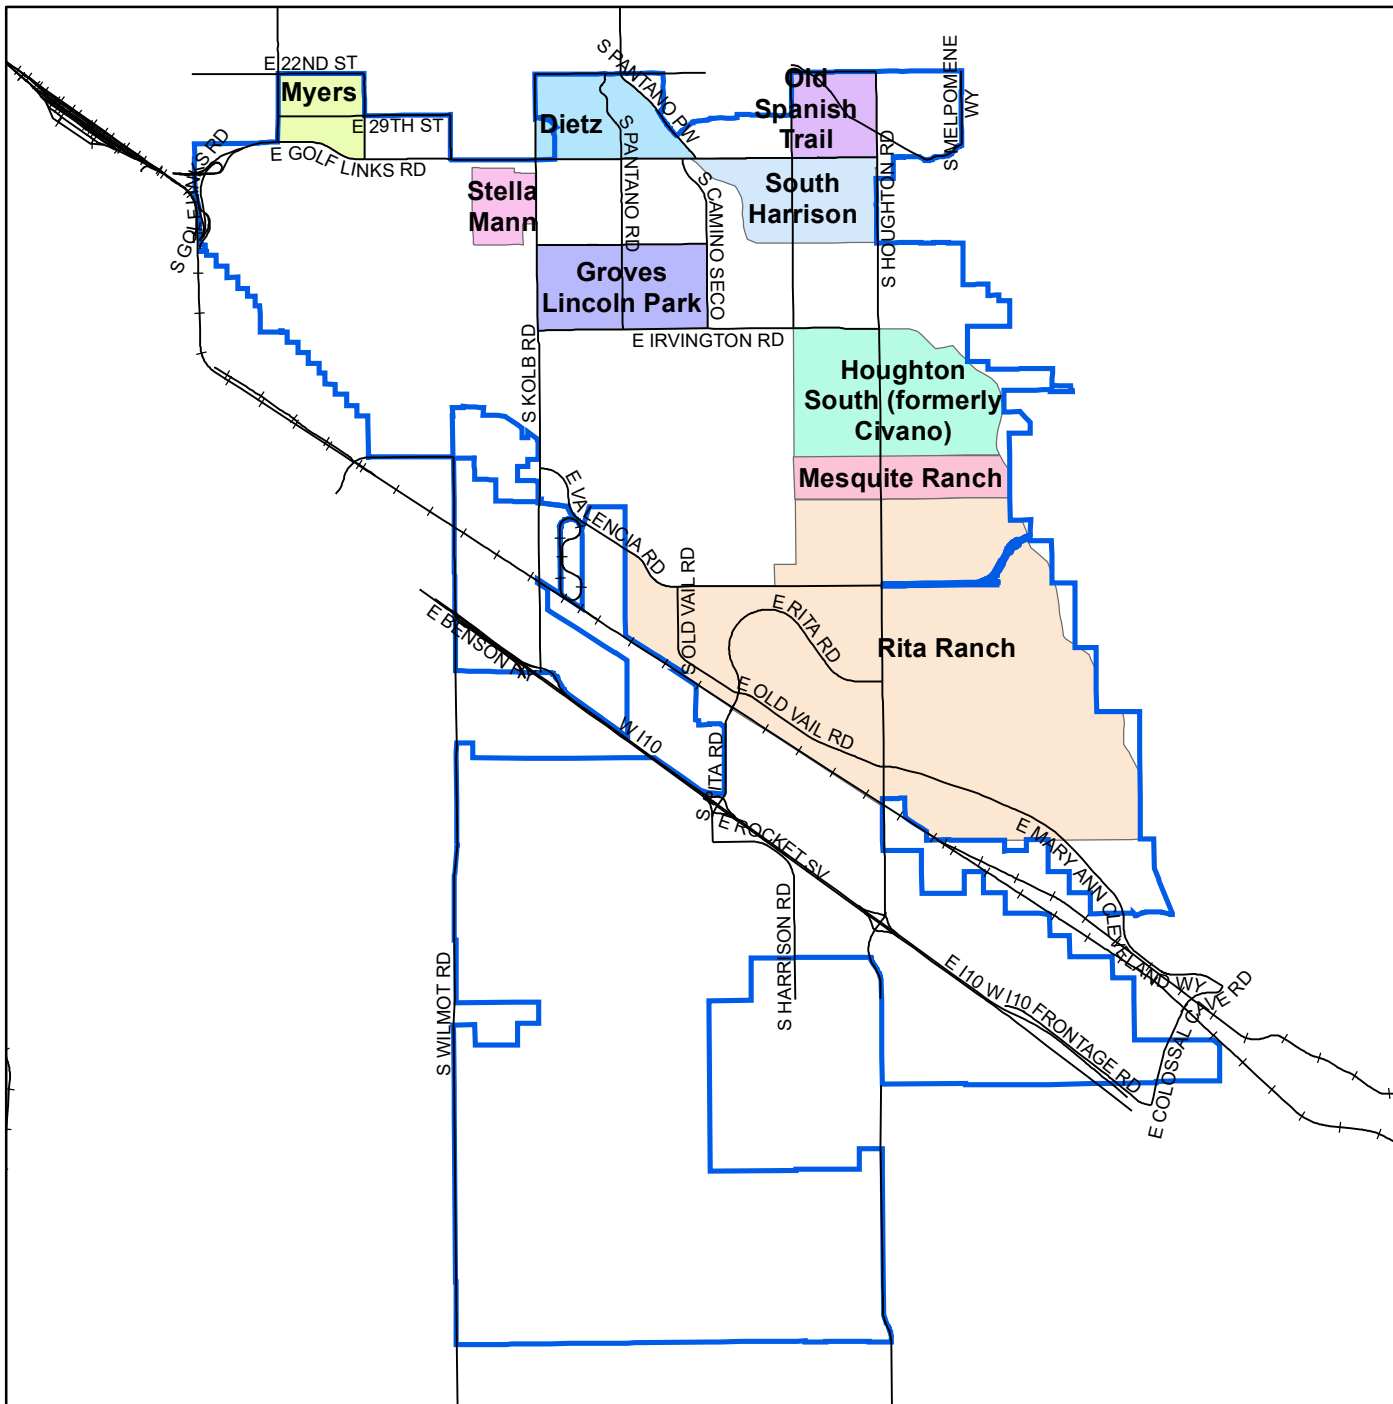 E 22ND ST
Myers
E 29TH ST
E GOLF LINKS RD
S GOLF LINKS RD
Dietz
S PANTANO PW
S PANTANO RD
Old
Spanish
Trail
S MELPOMENE
WY
S HOUGHTON RD
Stella
Mann
S CAMINO SECO
South
Harrison
Groves
Lincoln Park
E IRVINGTON RD
S KOLB RD
Houghton
South (formerly
Civano)
Mesquite Ranch
E VALENCIA RD
S OLD VAIL RD
E RITA RD
Rita Ranch
E BENSON
E OLD VAIL RD
W I10
S RITA RD
E ROCKET SV
E MARY ANN CLEVELAND WY
S HARRISON RD
S WILMOT RD
E I10 W I10 FRONTAGE RD
E COLOSSAL CAVE RD